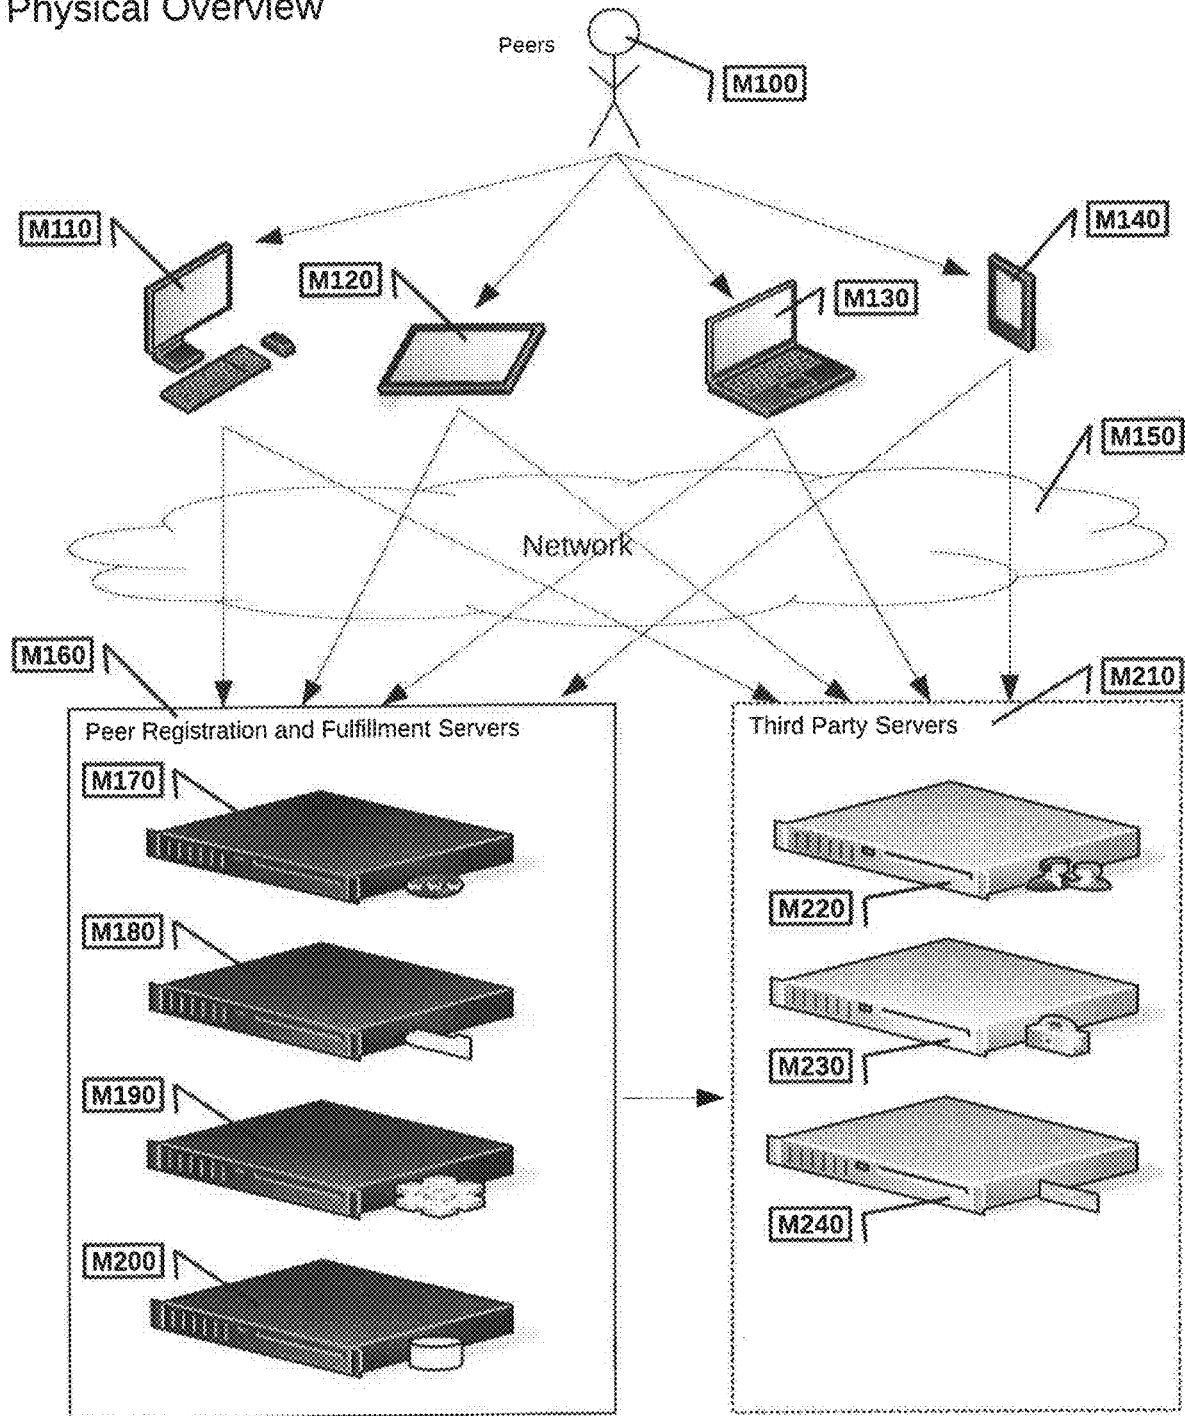 Physical Overview
Peers
M100
M110
M120
M130
M140
M150
Network
M160
M210
Peer Registration and Fulfillment Servers
Third Party Servers
M170
M220
M180
M230
M190
M240
M200